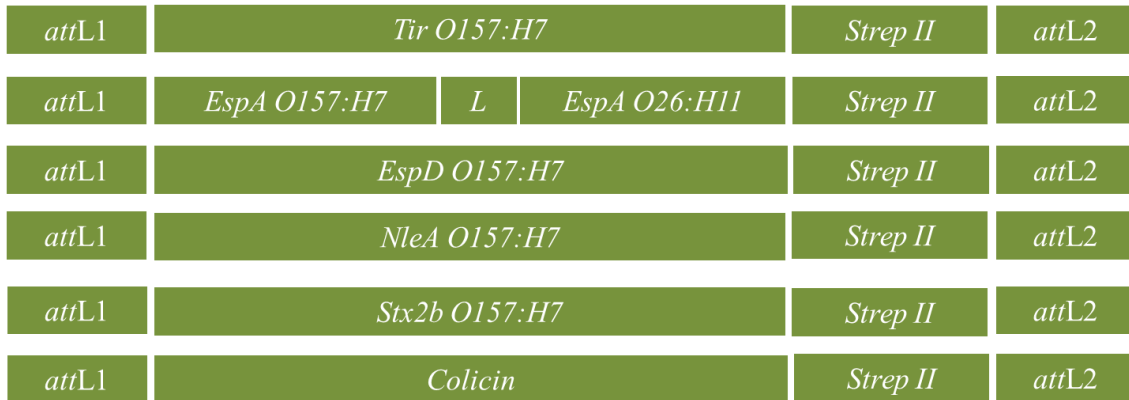 attL1 Tir O157:H7 Strep II attL2
attL1 EspA O157:H7 L EspA O26:H11 Strep II attL2
attL1 EspD O157:H7 Strep II attL2
attL1 NleA O157:H7 Strep II attL2
attL1 Stx2b O157:H7 Strep II attL2
attL1 Colicin Strep II attL2